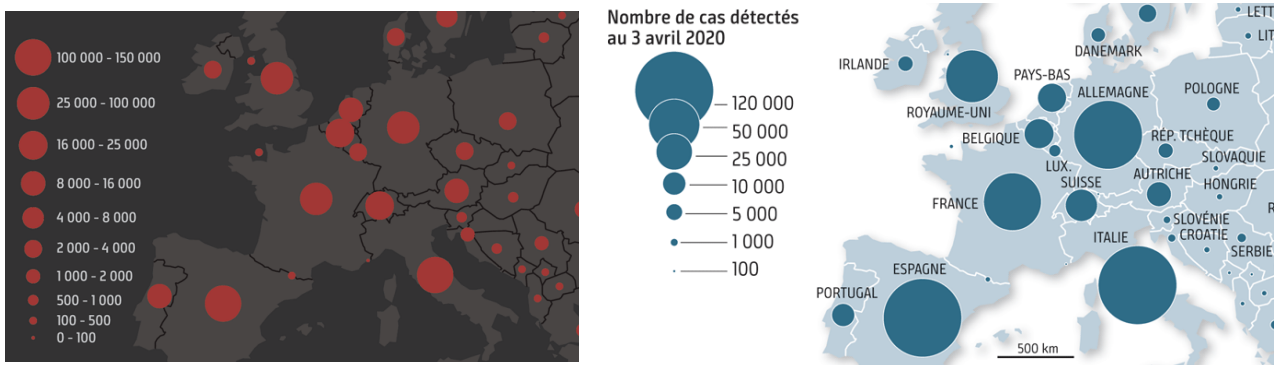 100 000 - 150 000
25 000 - 100 000
16 000 - 25 000
8 000 - 16 000
4 000 - 8 000
2 000 - 4 000
1 000 - 2 000
500 - 1 000
100 - 500
0 - 100
Nombre de cas détectés
au 3 avril 2020
120 000
50 000
25 000
10 000
5 000
1 000
100
LETT
LIT
DANEMARK
IRLANDE
PAYS-BAS
ALLEMAGNE
POLOGNE
ROYAUME-UNI
BELGIQUE
RÉP. TCHÈQUE
LUX.
SLOVAQUIE
SUISSE
AUTRICHE
HONGRIE
FRANCE
R
SLOVÉNIE
ITALIE
CROATIE
SERBIE
ESPAGNE
PORTUGAL
500 km